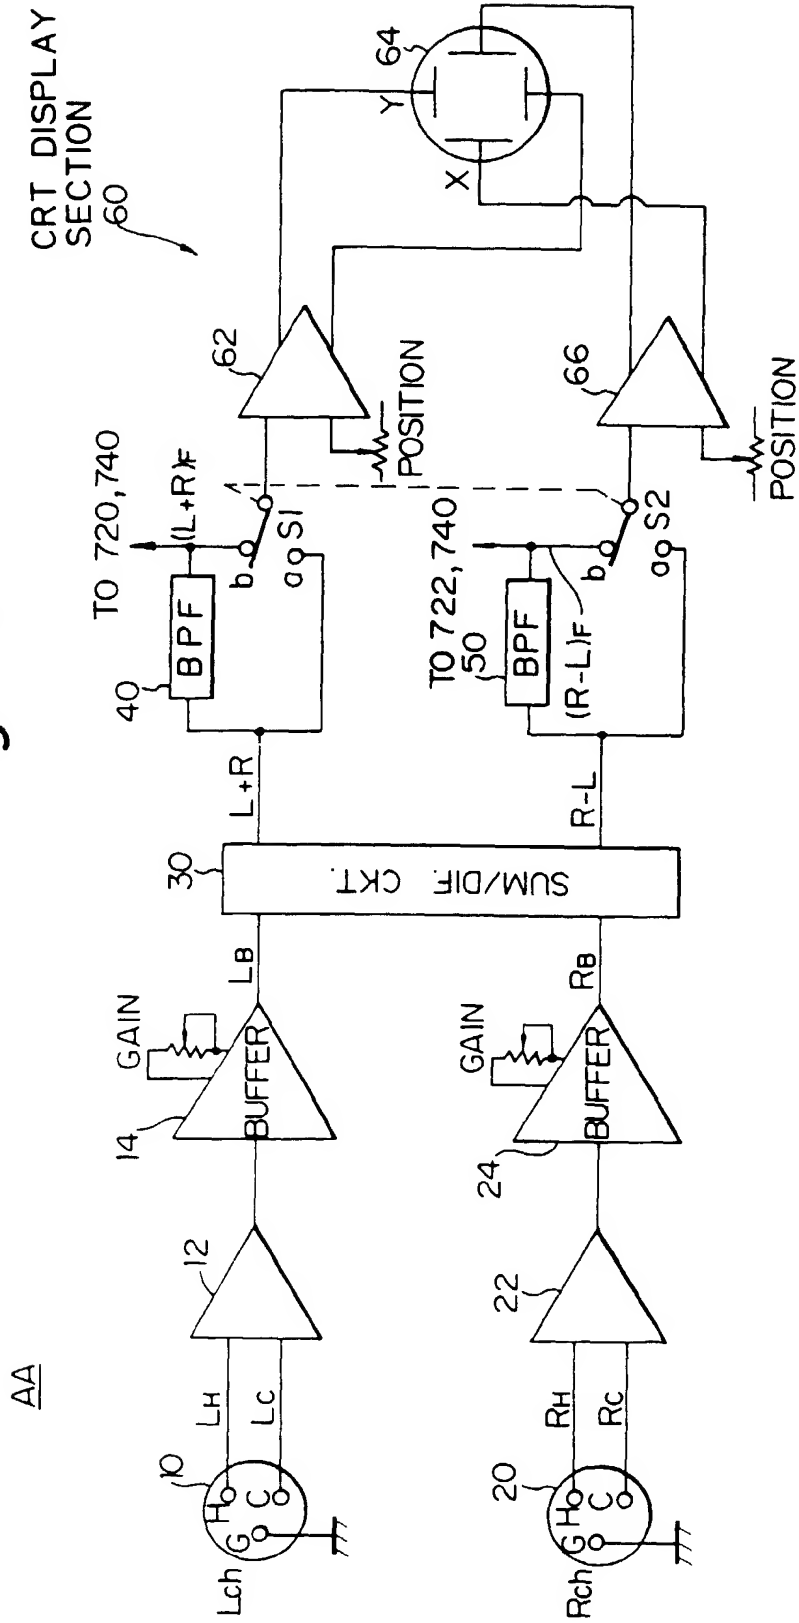 AA
CRT DISPLAY
SECTION
60
Lch
10
H
C
G
LH
LC
12
14
BUFFER
GAIN
LB
30
SUM/DIF. CKT.
L+R
40
BPF
TO 720,740
(L+R)F
b
a
S1
62
POSITION
Y
X
64
Rch
20
H
C
G
RH
RC
22
24
BUFFER
GAIN
RB
R-L
50
BPF
TO 722,740
(R-L)F
b
a
S2
66
POSITION